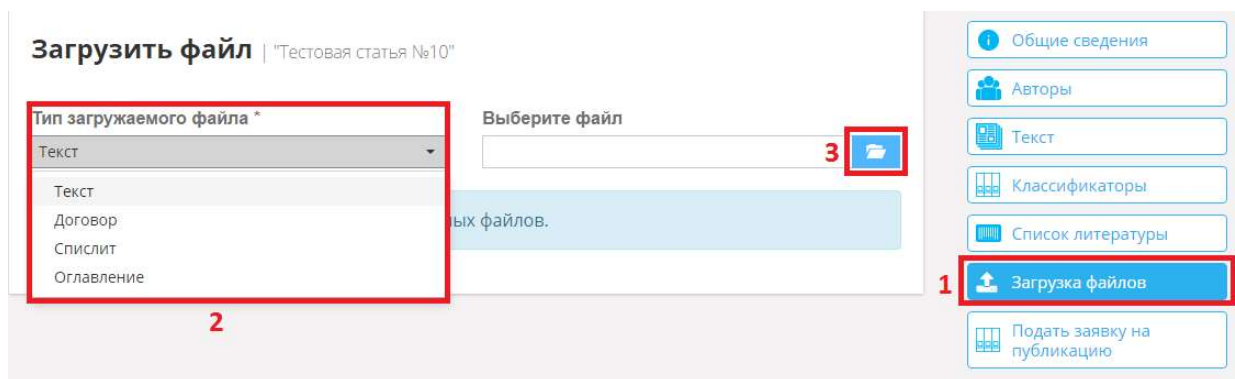 Загрузить файл | "Тестовая статья №10"
Тип загружаемого файла *
Выберите файл
Текст
3
Текст
Договор
Спислит
Оглавление
ных файлов.
2
Общие сведения
Авторы
Текст
Классификаторы
Список литературы
1
Загрузка файлов
Подать заявку на
публикацию